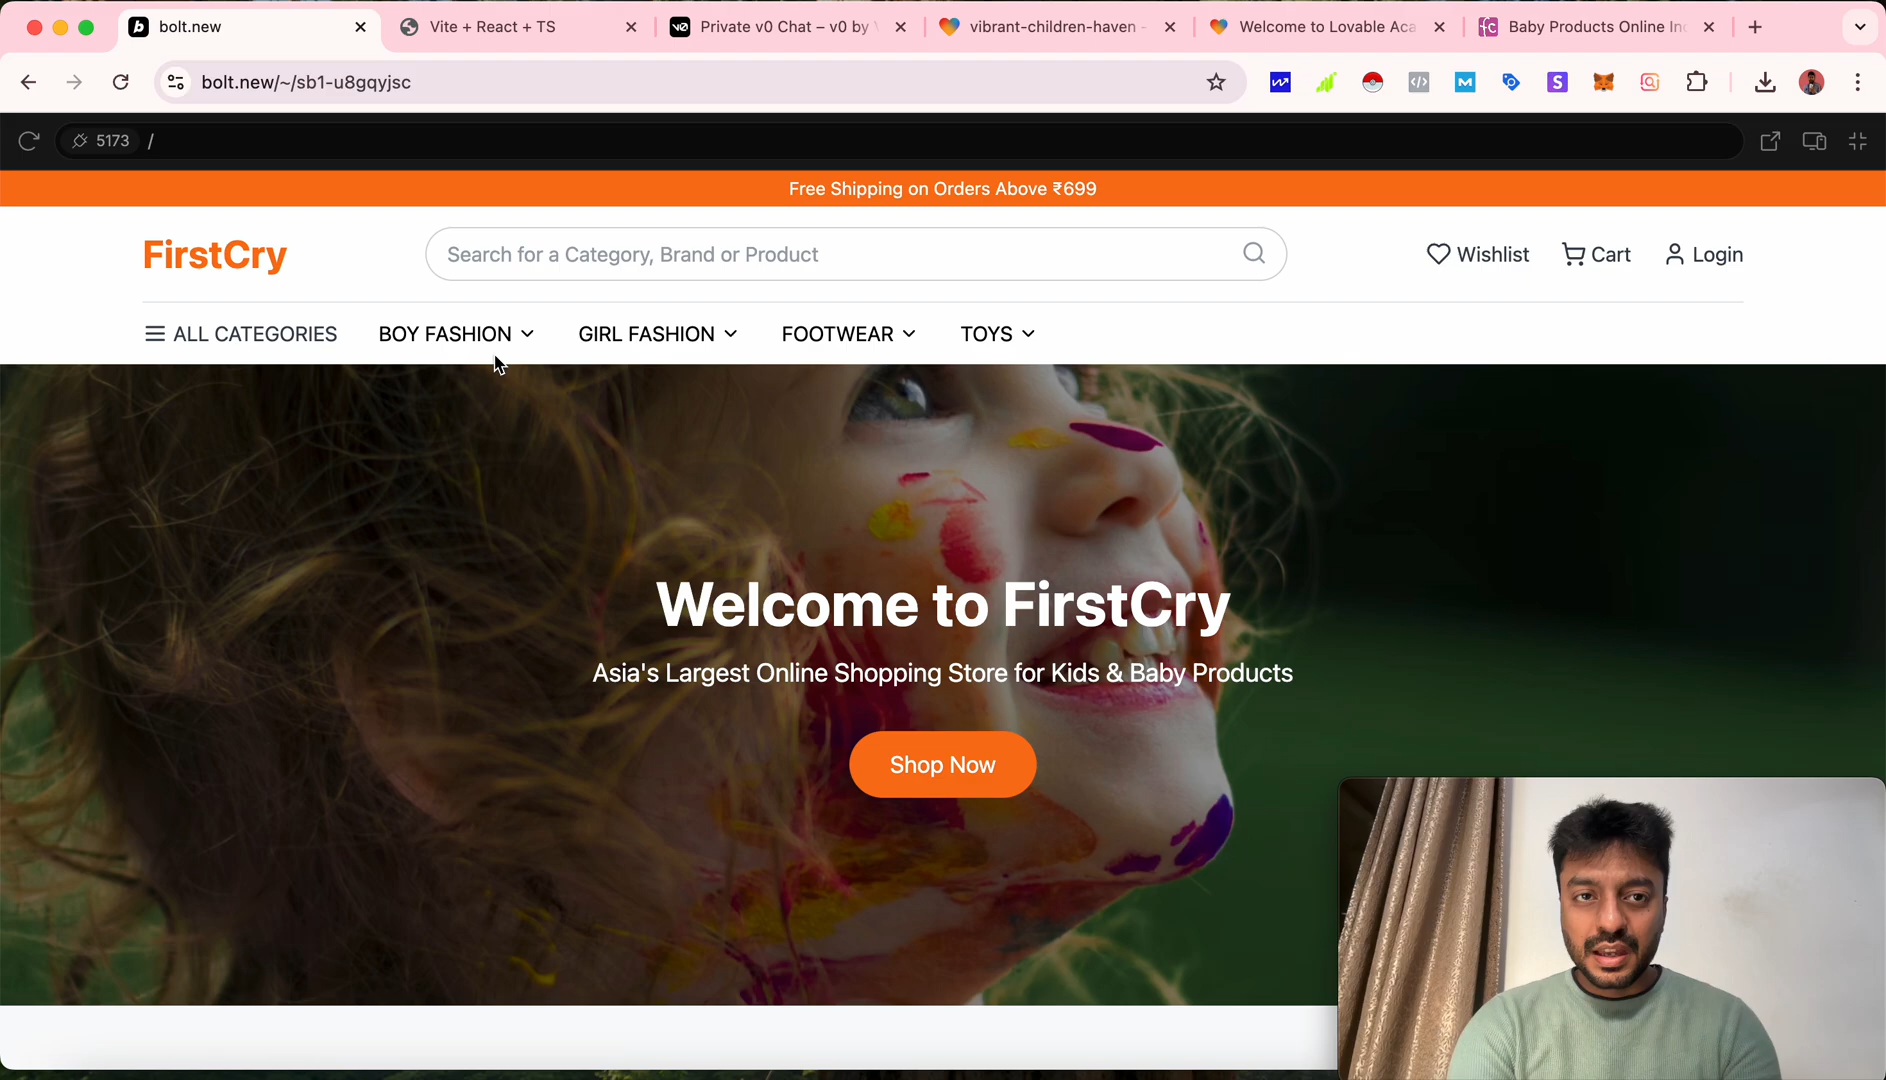 bolt.new
Vite + React + TS
Private v0 Chat – v0 by
vibrant-children-haven -
Welcome to Lovable Aca
Baby Products Online In
bolt.new/~/sb1-u8gqyjsc
5173 /
Free Shipping on Orders Above ₹699
FirstCry
Search for a Category, Brand or Product
Wishlist
Cart
Login
ALL CATEGORIES
BOY FASHION
GIRL FASHION
FOOTWEAR
TOYS
Welcome to FirstCry
Asia's Largest Online Shopping Store for Kids & Baby Products
Shop Now